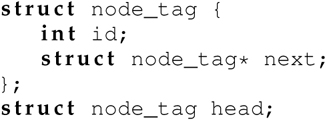 struct node_tag {
    int id;
    struct node_tag* next;
};
struct node_tag head;